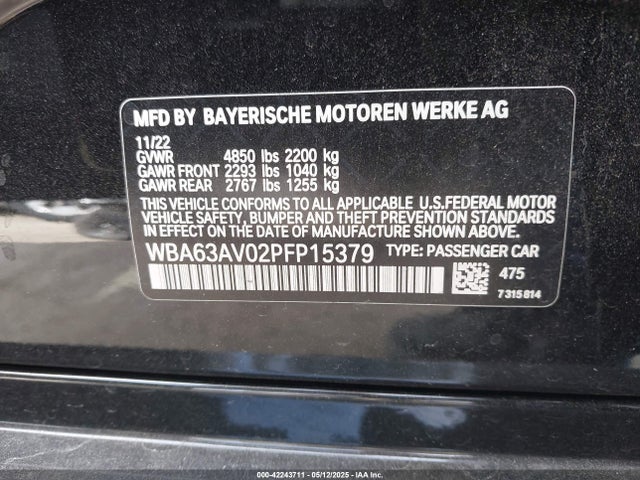 MFD BY BAYERISCHE MOTOREN WERKE AG
11/22
GVWR 4850 lbs 2200 kg
GAWR FRONT 2293 lbs 1040 kg
GAWR REAR 2767 lbs 1255 kg
THIS VEHICLE CONFORMS TO ALL APPLICABLE U.S.FEDERAL MOTOR
VEHICLE SAFETY, BUMPER AND THEFT PREVENTION STANDARDS
IN EFFECT ON THE DATE OF MANUFACTURE SHOWN ABOVE.
WBA63AV02PFP15379 TYPE: PASSENGER CAR
475
7315814
000-42243711 - 05/12/2025 - IAA Inc.